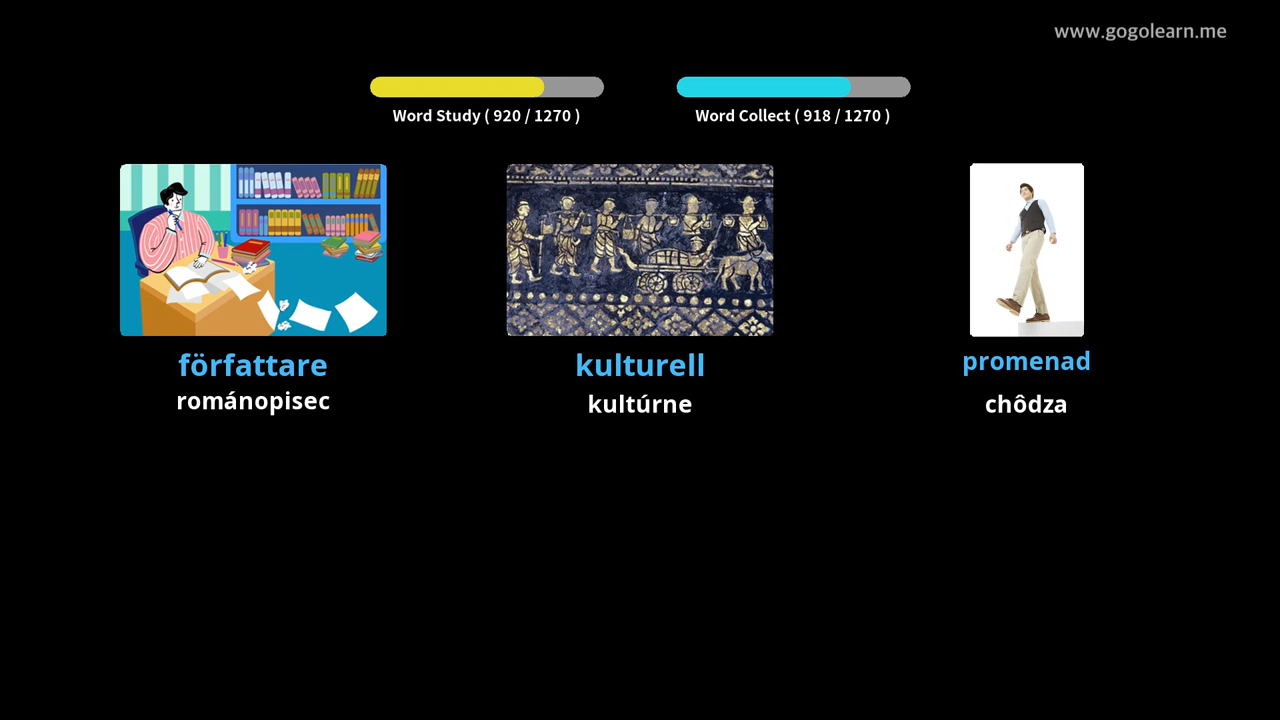 www.gogolearn.me
Word Study ( 920 / 1270 )
Word Collect ( 918 / 1270 )
författare
románopisec
kulturell
kultúrne
promenad
chôdza